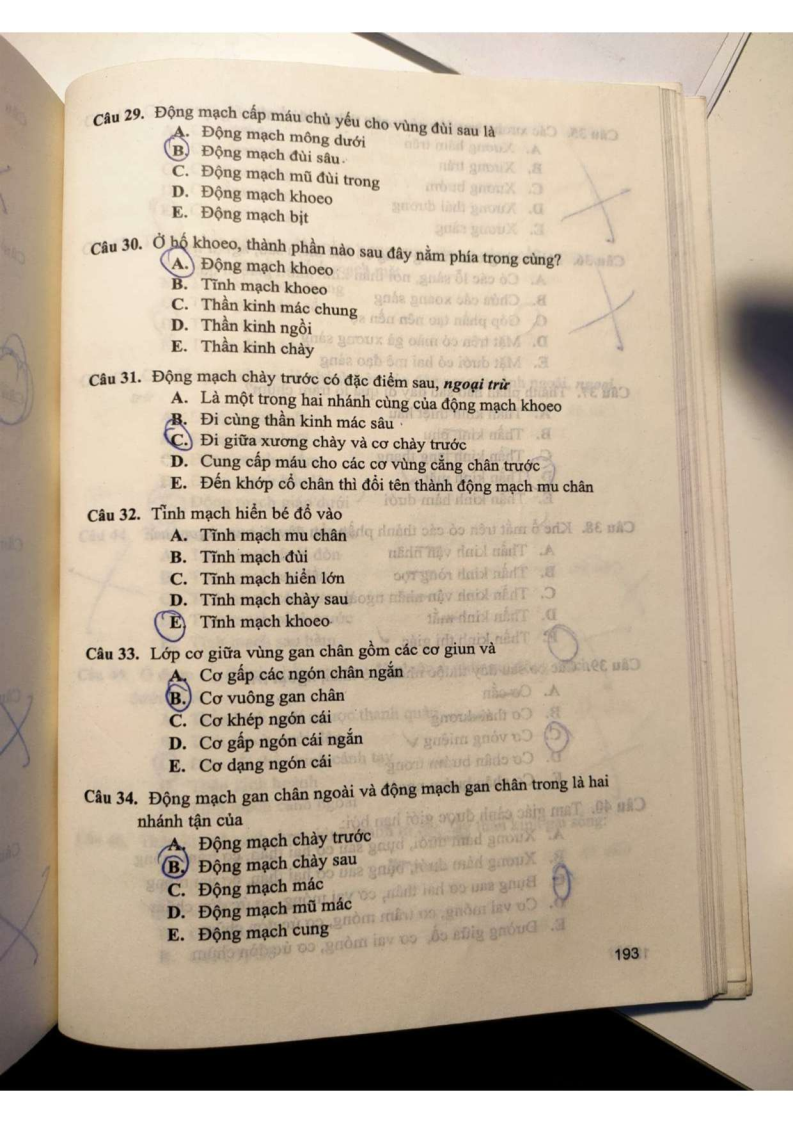 Câu 29. Động mạch cấp máu chủ yếu cho vùng đùi sau là
A. Động mạch mông dưới
B. Động mạch đùi sâu
C. Động mạch mũ đùi trong
D. Động mạch khoeo
E. Động mạch bịt
Câu 30. Ở hố khoeo, thành phần nào sau đây nằm phía trong cùng?
A. Động mạch khoeo
B. Tĩnh mạch khoeo
C. Thần kinh mác chung
D. Thần kinh ngồi
E. Thần kinh chày
Câu 31. Động mạch chày trước có đặc điểm sau, ngoại trừ
A. Là một trong hai nhánh cùng của động mạch khoeo
B. Đi cùng thần kinh mác sâu
C. Đi giữa xương chày và cơ chày trước
D. Cung cấp máu cho các cơ vùng cẳng chân trước
E. Đến khớp cổ chân thì đổi tên thành động mạch mu chân
Câu 32. Tĩnh mạch hiển bé đổ vào
A. Tĩnh mạch mu chân
B. Tĩnh mạch đùi
C. Tĩnh mạch hiển lớn
D. Tĩnh mạch chày sau
E. Tĩnh mạch khoeo
Câu 33. Lớp cơ giữa vùng gan chân gồm các cơ giun và
A. Cơ gấp các ngón chân ngắn
B. Cơ vuông gan chân
C. Cơ khép ngón cái
D. Cơ gấp ngón cái ngắn
E. Cơ dạng ngón cái
Câu 34. Động mạch gan chân ngoài và động mạch gan chân trong là hai
nhánh tận của
A. Động mạch chày trước
B. Động mạch chày sau
C. Động mạch mác
D. Động mạch mũ mác
E. Động mạch cung
193